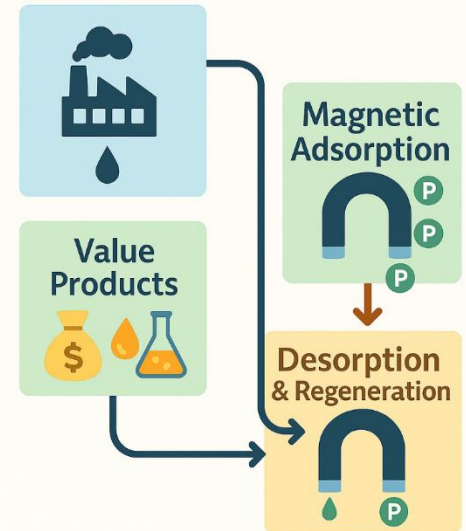 Magnetic
Adsorption
P
P
P
Value
Products
$
Desorption
& Regeneration
P